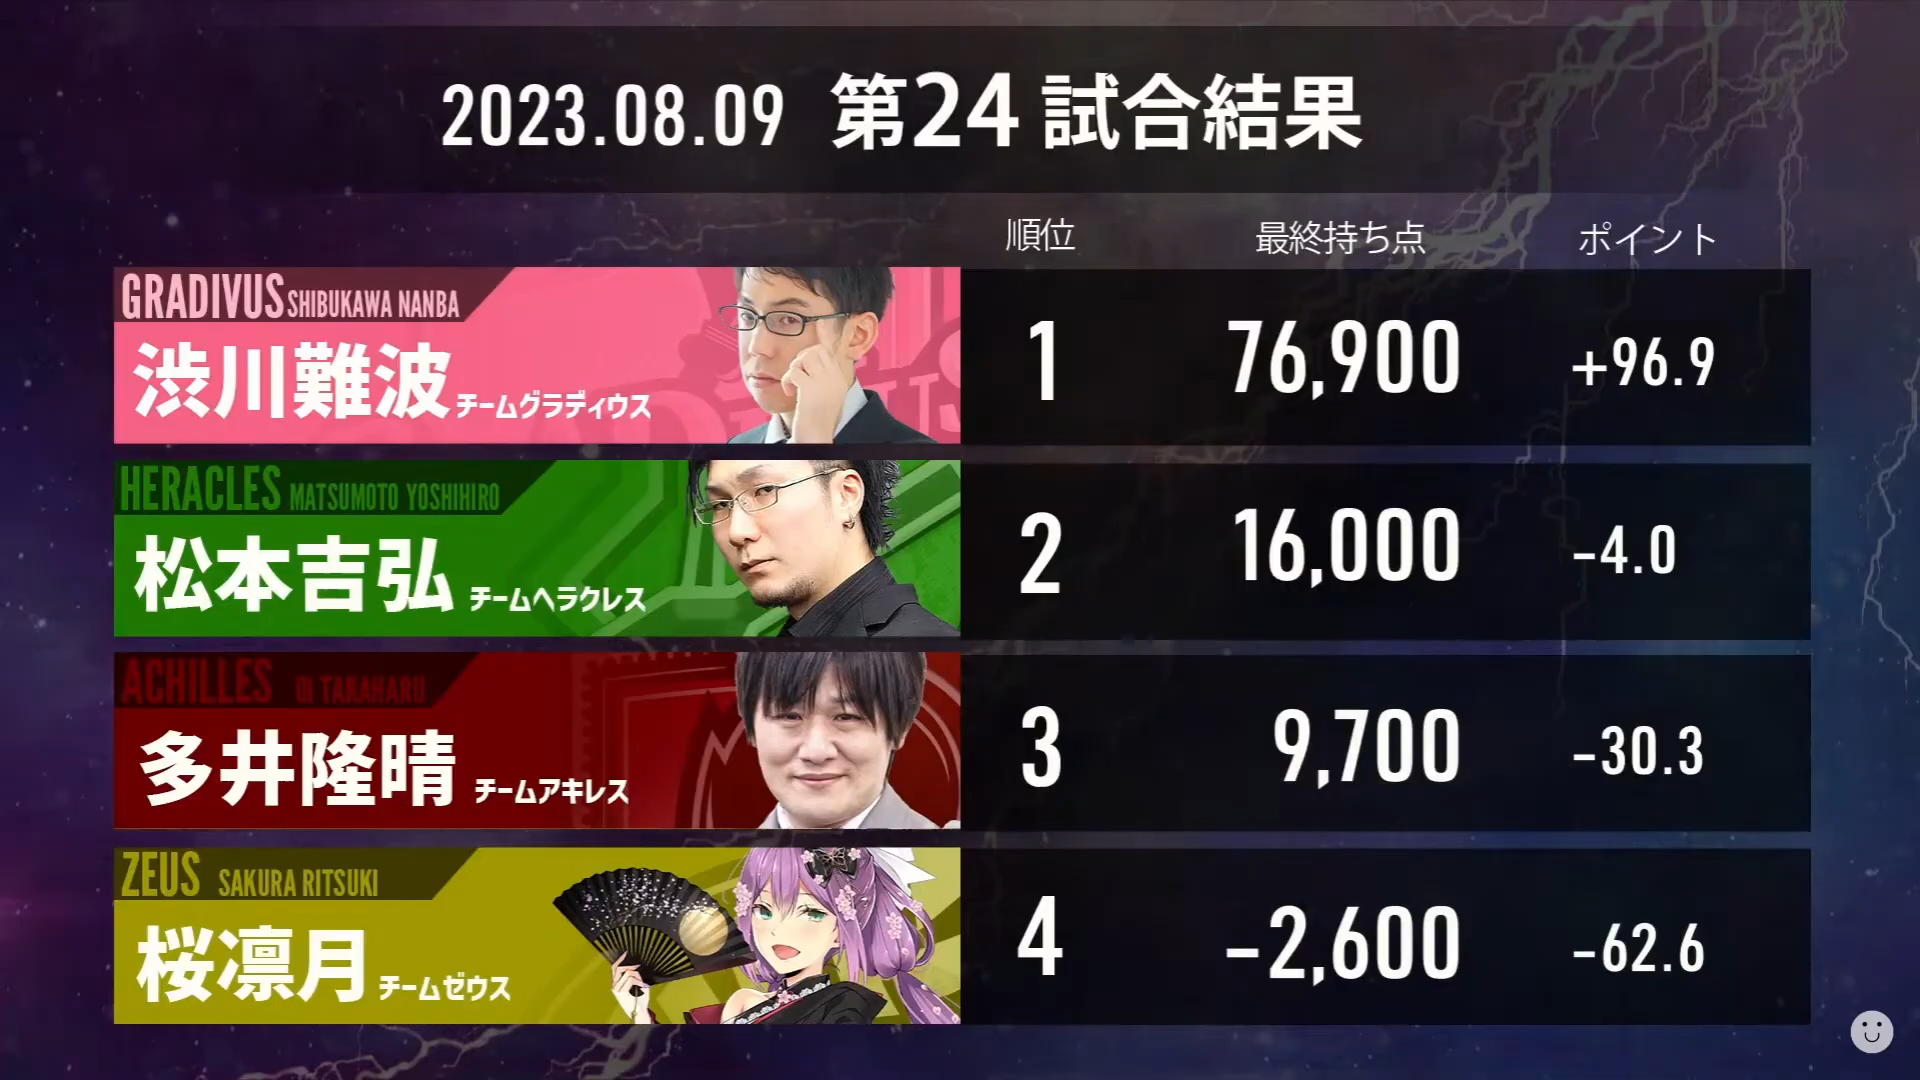 2023.08.09 第24試合結果
順位 最終持ち点 ポイント
GRADIVUS SHIBUKAWA NANBA
渋川難波 チームグラディウス
1 76,900 +96.9
HERACLES MATSUMOTO YOSHIHIRO
松本吉弘 チームヘラクレス
2 16,000 -4.0
ACHILLES OI TAKAHARU
多井隆晴 チームアキレス
3 9,700 -30.3
ZEUS SAKURA RITSUKI
桜凛月 チームゼウス
4 -2,600 -62.6